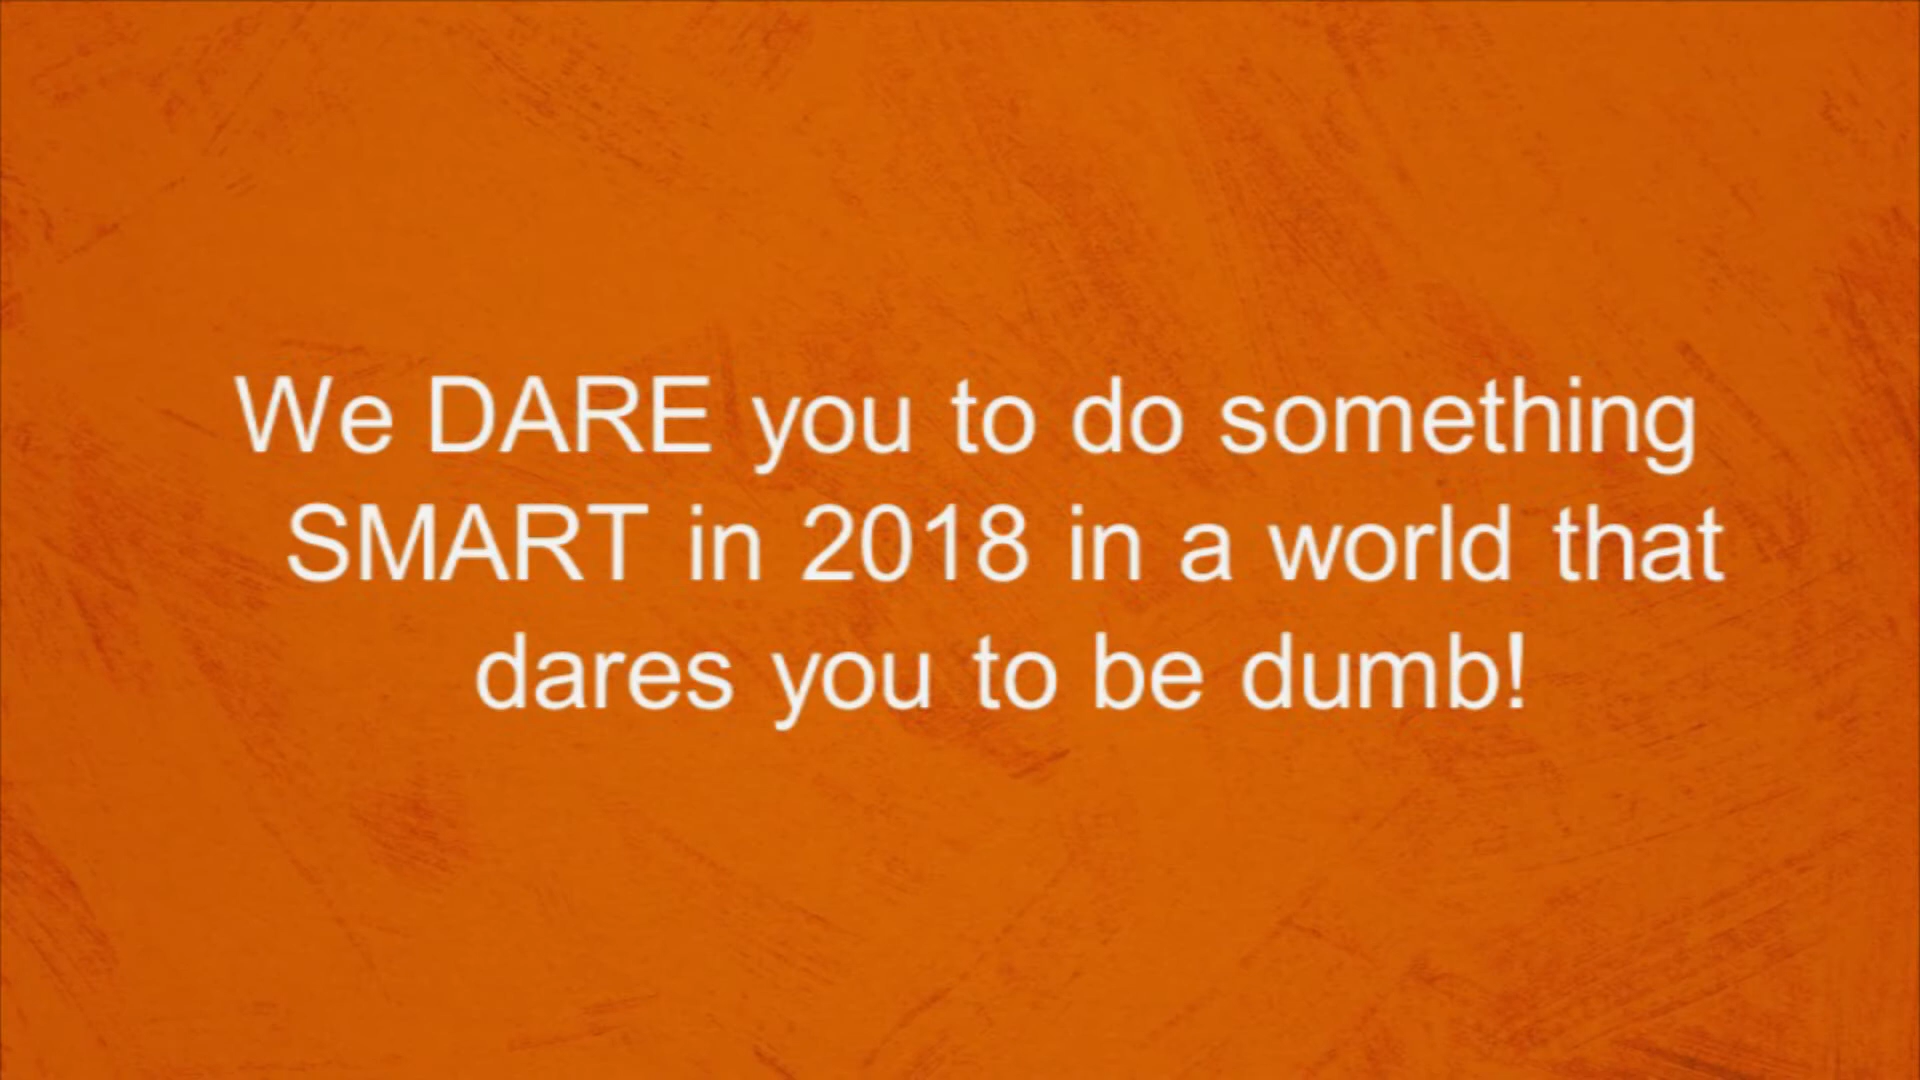 We DARE you to do something
SMART in 2018 in a world that
dares you to be dumb!